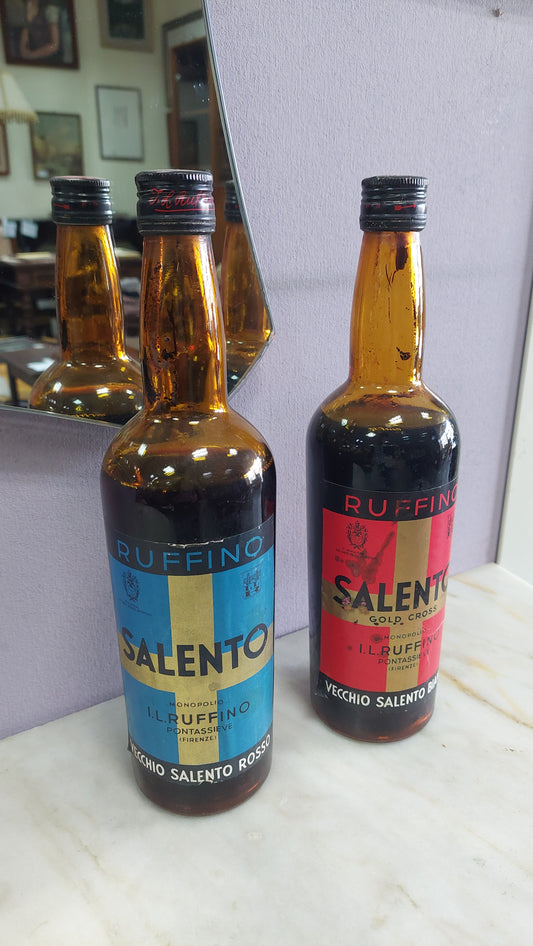 RUFFINO
SALENTO
MONOPOLIO
I.L.RUFFINO
PONTASSIEVE
(FIRENZE)
VECCHIO SALENTO ROSSO
RUFFINO
SALENTO
GOLD CROSS
MONOPOLIO
I.L.RUFFINO
PONTASSIEVE
(FIRENZE)
VECCHIO SALENTO